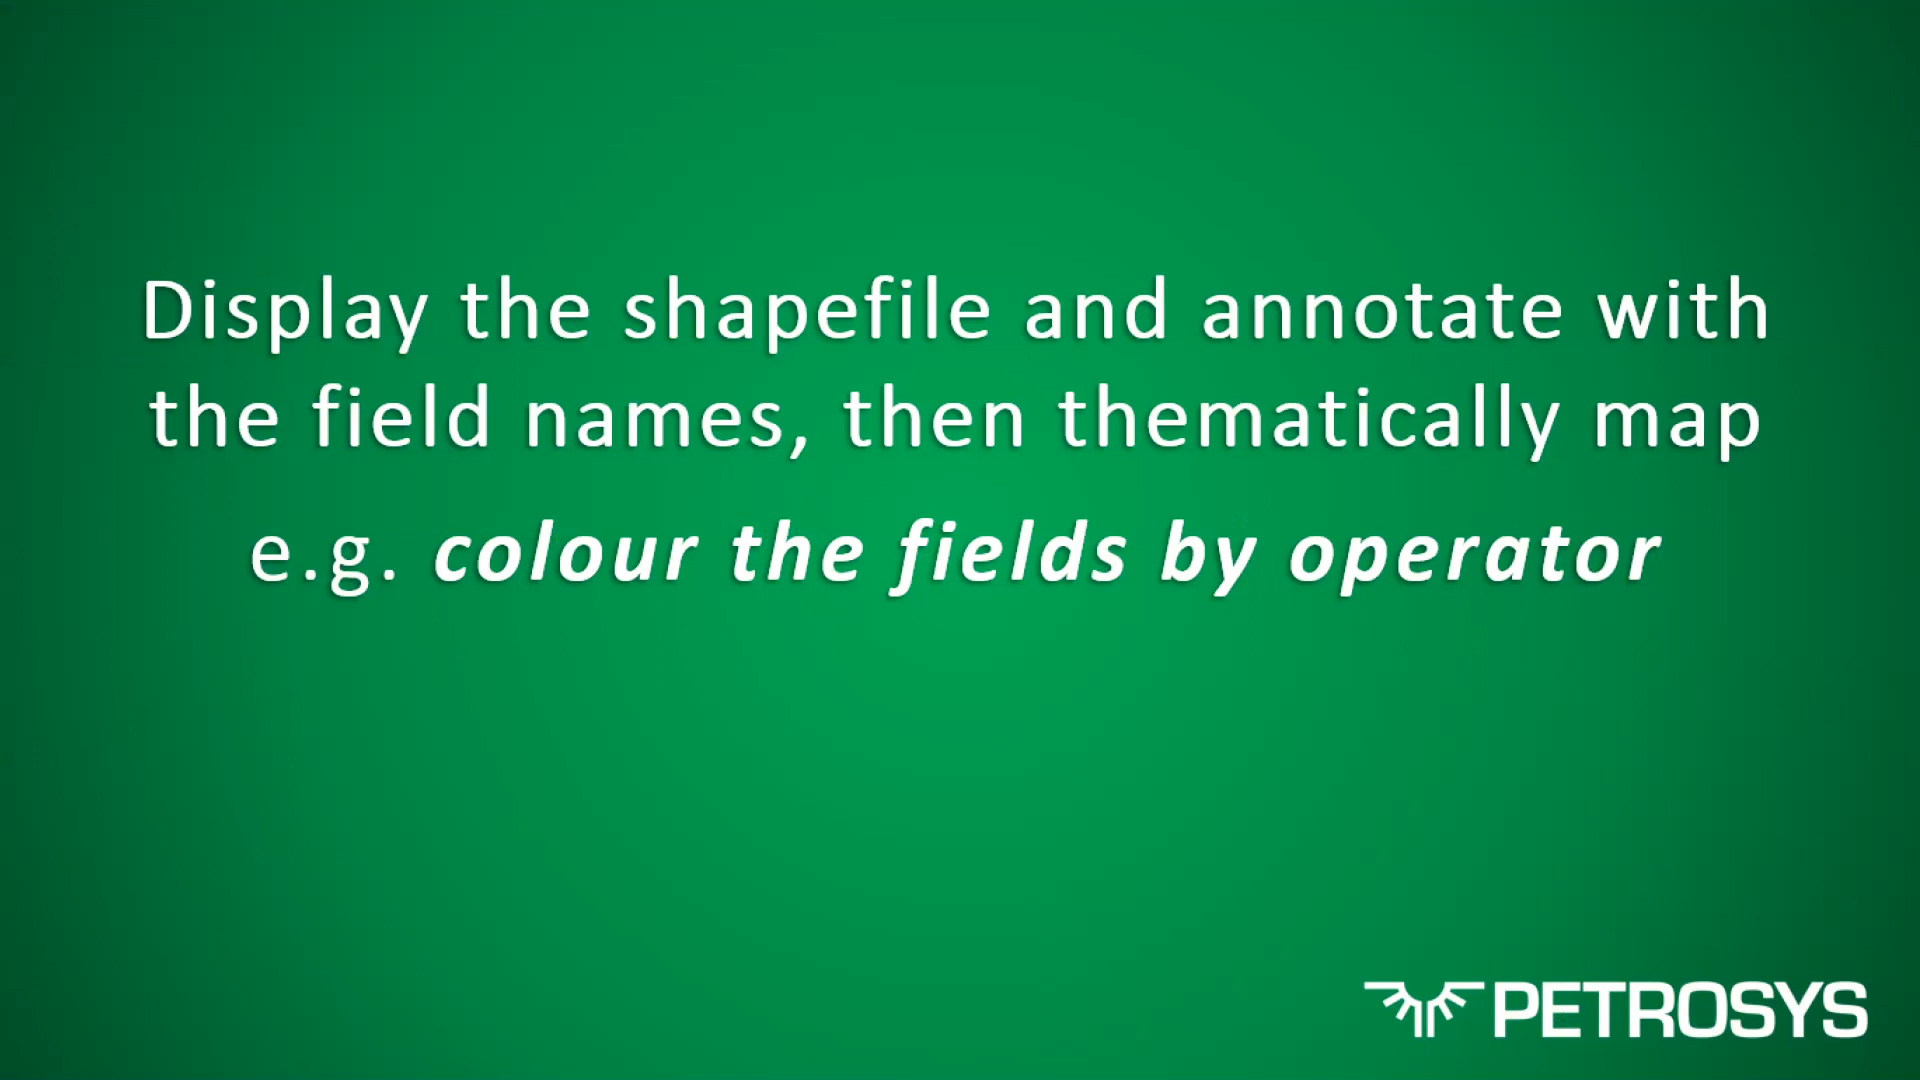 Display the shapefile and annotate with
the field names, then thematically map
e.g. colour the fields by operator
PETROSYS